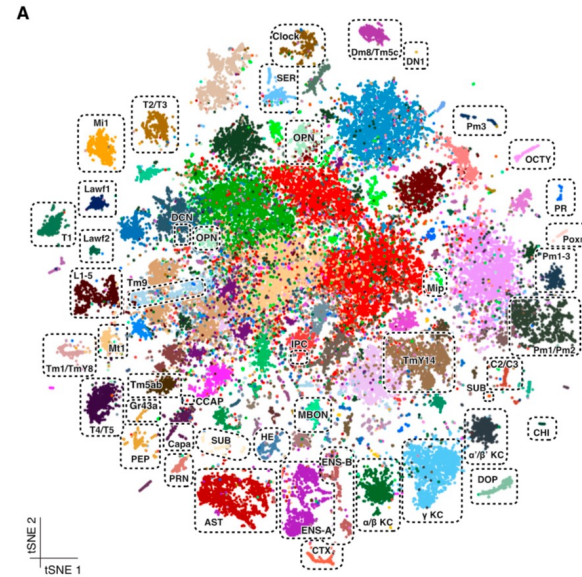 A
Clock
Dm8/Tm5c
DN1
SER
T2/T3
Mi1
OPN
Pm3
OCTY
Lawf1
PR
DCN
T1
Lawf2
OPN
Poxn
Pm1-3
L1-5
Tm9
Mip
Mt1
IPC
Pm1/Pm2
Tm1/TmY8
TmY14
C2/C3
Tm5ab
SUB
CCAP
Gr43a
T4/T5
MBON
Capa
SUB
HE
CHI
α'/β' KC
PEP
ENS-B
PRN
DOP
AST
ENS-A
α/β KC
γ KC
CTX
tSNE 2
tSNE 1